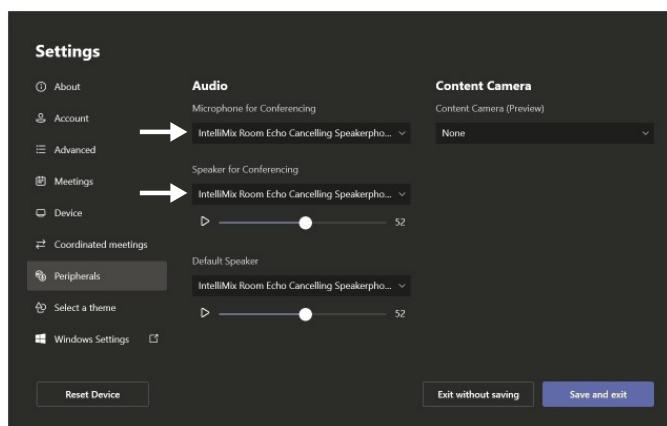 Settings
About
Account
Advanced
Meetings
Device
Coordinated meetings
Peripherals
Select a theme
Windows Settings
Reset Device
Audio
Microphone for Conferencing
IntelliMix Room Echo Cancelling Speakerpho...
Speaker for Conferencing
IntelliMix Room Echo Cancelling Speakerpho...
52
Default Speaker
IntelliMix Room Echo Cancelling Speakerpho...
52
Content Camera
Content Camera (Preview)
None
Exit without saving
Save and exit